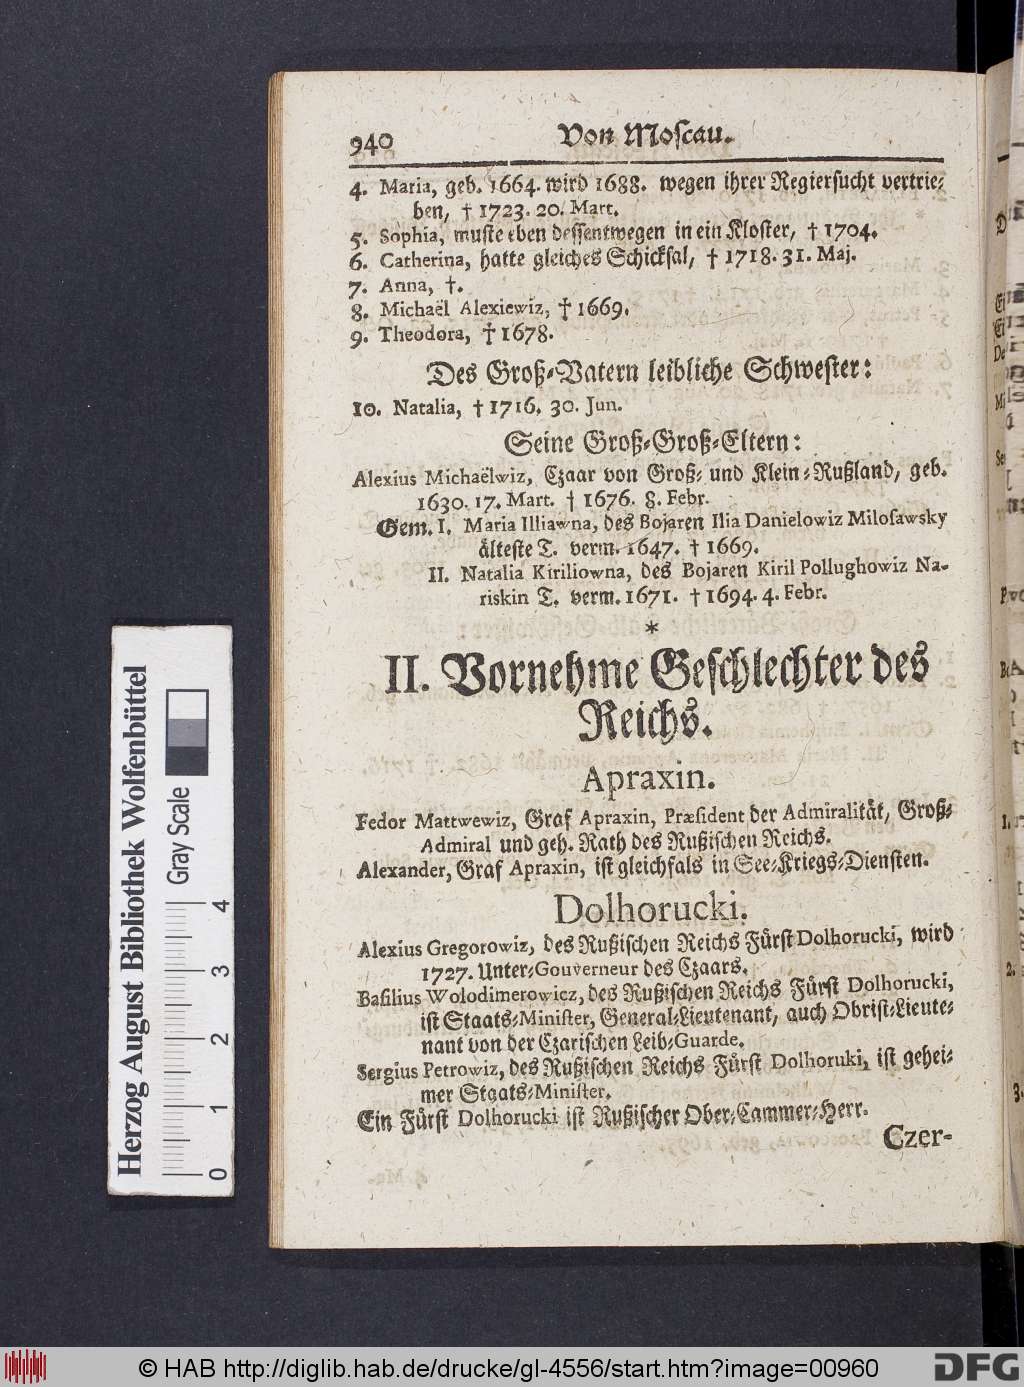 940 Von Moscau.
4. Maria, geb. 1664. wird 1688. wegen ihrer Regiersucht vertrie-
ben, † 1723. 20. Mart.
5. Sophia, muste eben dessentwegen in ein Kloster, † 1704.
6. Catherina, hatte gleiches Schicksal, † 1718. 31. Maj.
7. Anna, †.
8. Michaël Alexiewiz, † 1669.
9. Theodora, † 1678.
Des Groß-Vatern leibliche Schwester:
10. Natalia, † 1716. 30. Jun.
Seine Groß-Groß-Eltern:
Alexius Michaëlwiz, Czaar von Groß- und Klein-Rußland, geb.
1630. 17. Mart. † 1676. 8. Febr.
Gem. I. Maria Illiawna, des Bojaren Ilia Danielowiz Milosawsky
älteste T. verm. 1647. † 1669.
II. Natalia Kiriliowna, des Bojaren Kiril Pollughowiz Na-
riskin T. verm. 1671. † 1694. 4. Febr.
*
II. Vornehme Geschlechter des
Reichs.
Apraxin.
Fedor Mattwewiz, Graf Apraxin, Præsident der Admiralität, Groß-
Admiral und geh. Rath des Rußischen Reichs.
Alexander, Graf Apraxin, ist gleichfals in See-Kriegs-Diensten.
Dolhorucki.
Alexius Gregorowiz, des Rußischen Reichs Fürst Dolhorucki, wird
1727. Unter-Gouverneur des Czaars.
Basilius Wolodimerowicz, des Rußischen Reichs Fürst Dolhorucki,
ist Staats-Minister, General-Lieutenant, auch Obrist-Lieute-
nant von der Czarischen Leib-Guarde.
Sergius Petrowiz, des Rußischen Reichs Fürst Dolhoruki, ist gehei-
mer Staats-Minister.
Ein Fürst Dolhorucki ist Rußischer Ober-Cammer-Herr.
Czer-
Herzog August Bibliothek Wolfenbüttel
Gray Scale
0 1 2 3 4
© HAB http://diglib.hab.de/drucke/gl-4556/start.htm?image=00960
DFG